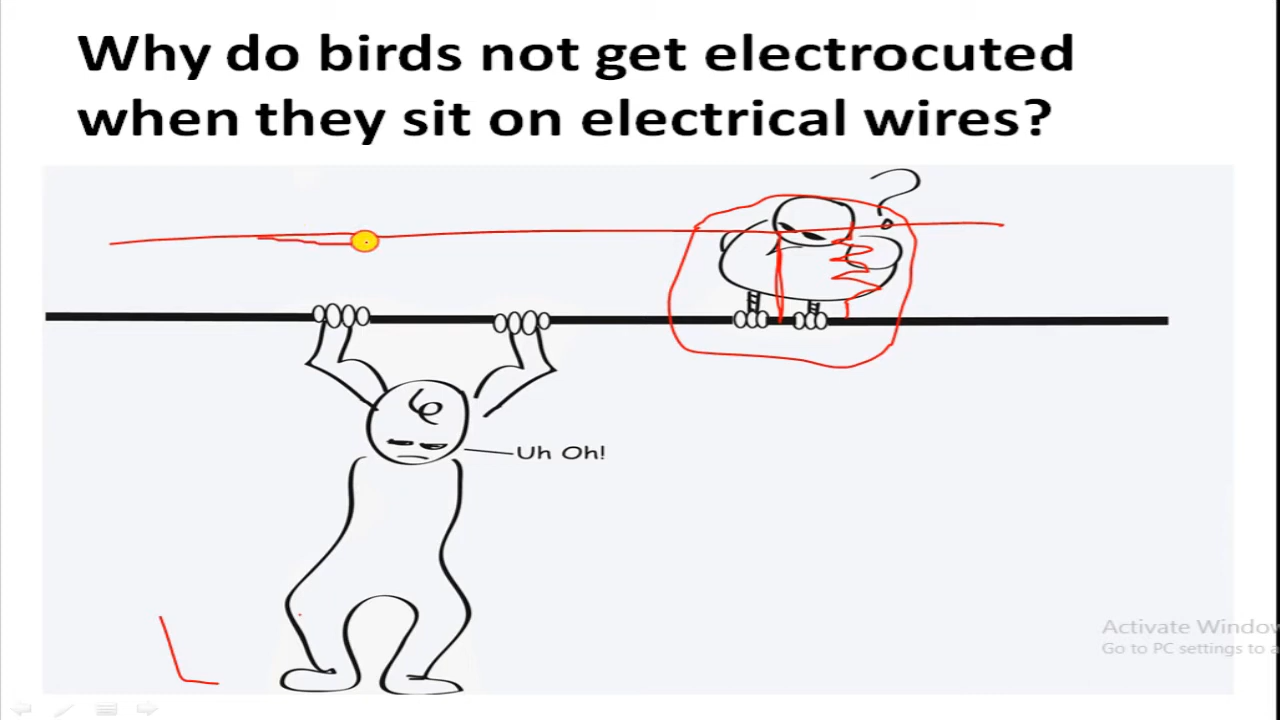 Why do birds not get electrocuted
when they sit on electrical wires?
?
Uh Oh!
Activate Window
Go to PC settings to a